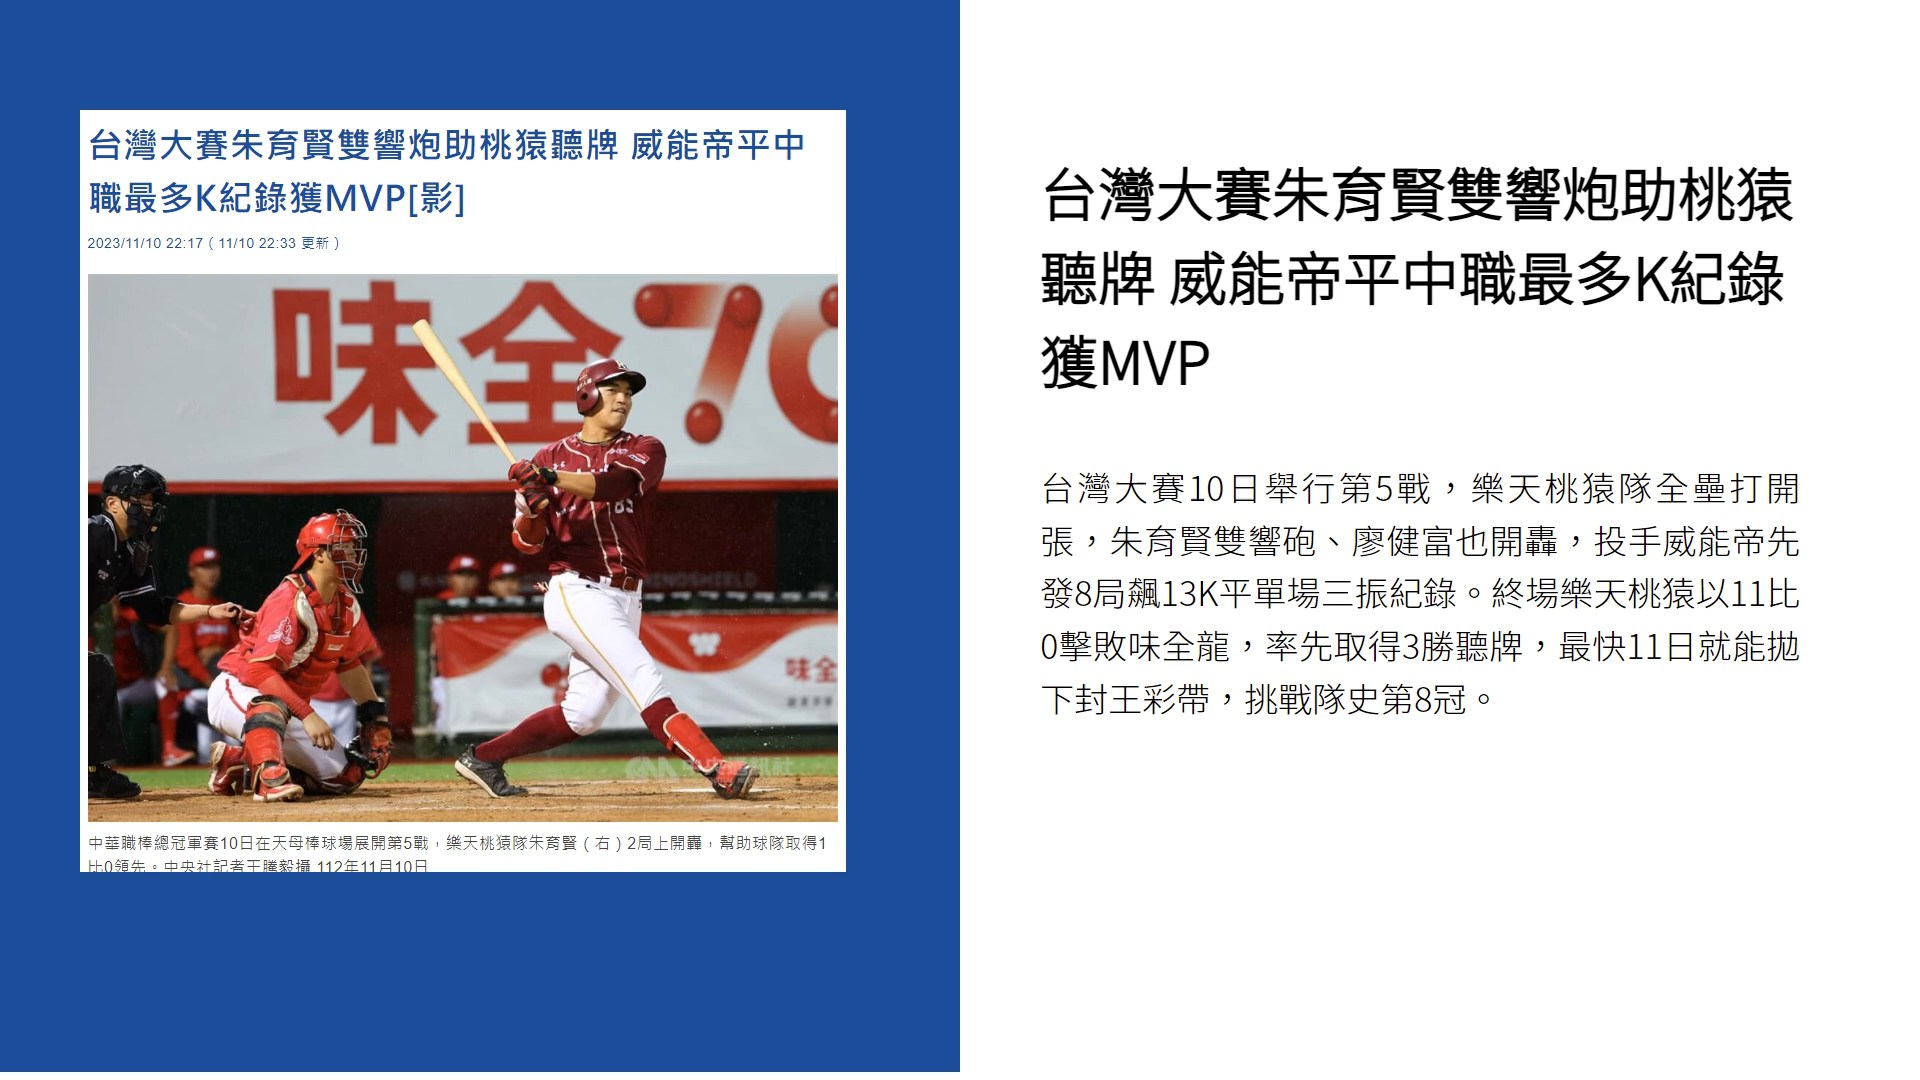 台灣大賽朱育賢雙響炮助桃猿聽牌 威能帝平中
職最多K紀錄獲MVP[影]
2023/11/10 22:17（11/10 22:33 更新）
味全70
85
味全
中央通訊社
中華職棒總冠軍賽10日在天母棒球場展開第5戰，樂天桃猿隊朱育賢（右）2局上開轟，幫助球隊取得1
比0領先。中央社記者王騰毅攝 112年11月10日
台灣大賽朱育賢雙響炮助桃猿
聽牌 威能帝平中職最多K紀錄
獲MVP
台灣大賽10日舉行第5戰，樂天桃猿隊全壘打開
張，朱育賢雙響砲、廖健富也開轟，投手威能帝先
發8局飆13K平單場三振紀錄。終場樂天桃猿以11比
0擊敗味全龍，率先取得3勝聽牌，最快11日就能拋
下封王彩帶，挑戰隊史第8冠。